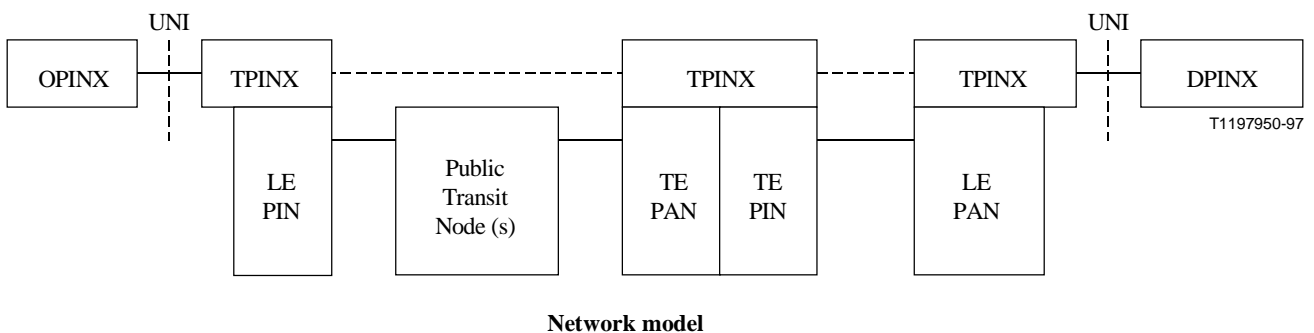 UNI
UNI
OPINX
TPINX
TPINX
TPINX
DPINX
T1197950-97
LE
PIN
Public
Transit
Node (s)
TE
PAN
TE
PIN
LE
PAN
Network model